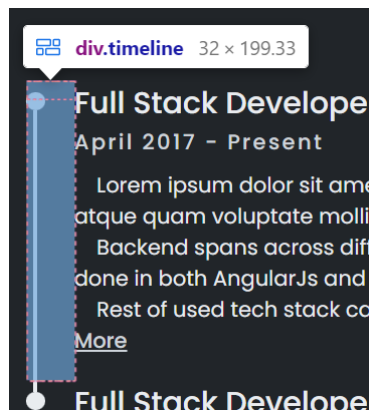 div.timeline 32 × 199.33
Full Stack Develope
April 2017 - Present
Lorem ipsum dolor sit ame
atque quam voluptate molli
Backend spans across diff
done in both AngularJs and
Rest of used tech stack co
More
Full Stack Develope